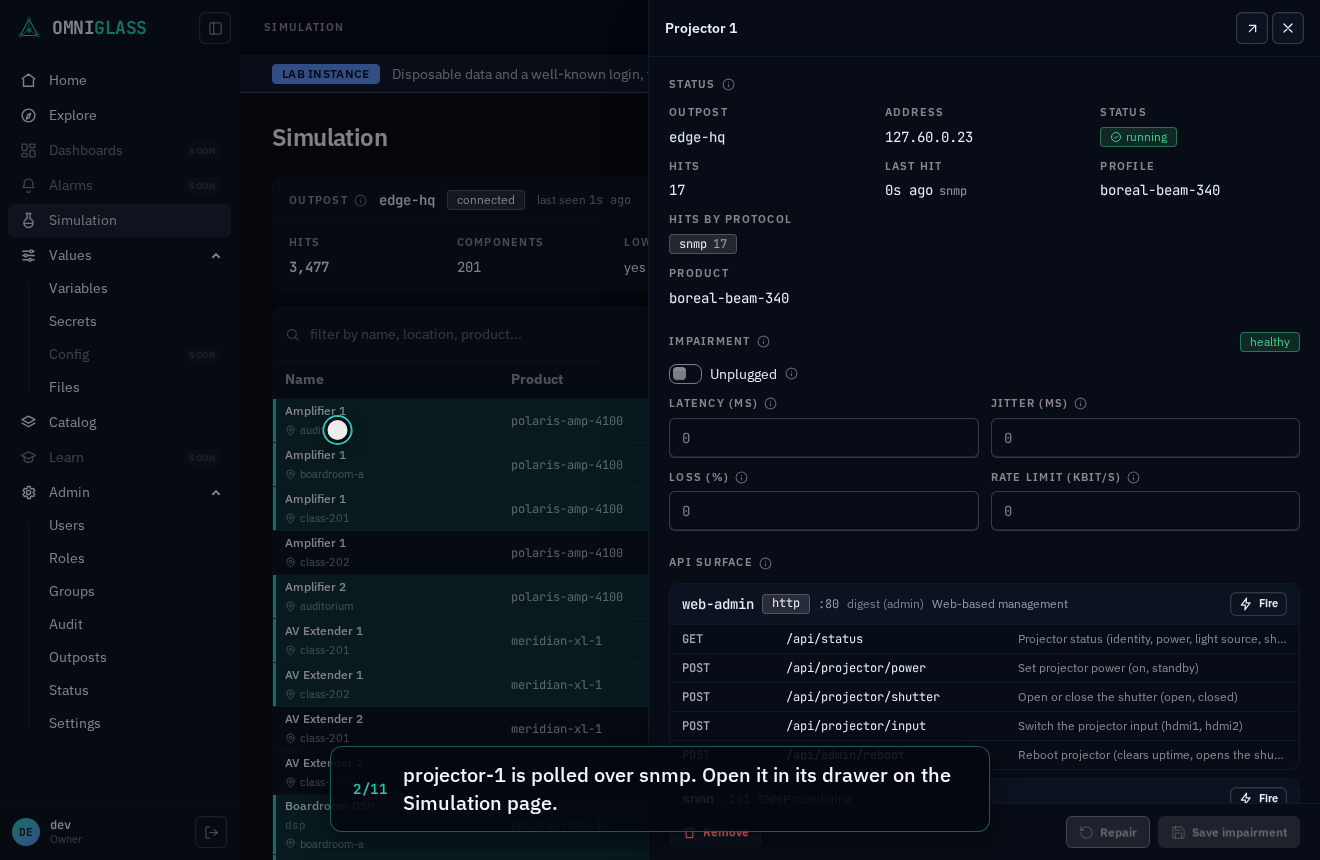 OMNIGLASS
Home
Explore
Dashboards SOON
Alarms SOON
Simulation
Values
Variables
Secrets
Config SOON
Files
Catalog
Learn SOON
Admin
Users
Roles
Groups
Audit
Outposts
Status
Settings
DE
dev
Owner
SIMULATION
LAB INSTANCE Disposable data and a well-known login,
Simulation
OUTPOST edge-hq connected last seen 1s ago
HITS COMPONENTS
3,477 201 yes
filter by name, location, product...
Name Product
Amplifier 1
polaris-amp-4100
Amplifier 1
boardroom-a
polaris-amp-4100
Amplifier 1
class-201
polaris-amp-4100
Amplifier 1
class-202
polaris-amp-4100
Amplifier 2
auditorium
polaris-amp-4100
AV Extender 1
class-201
meridian-xl-1
AV Extender 1
class-202
meridian-xl-1
AV Extender 2
class-201
meridian-xl-1
boardroom-a
Projector 1
STATUS
OUTPOST ADDRESS STATUS
edge-hq 127.60.0.23 running
HITS LAST HIT PROFILE
17 0s ago snmp boreal-beam-340
HITS BY PROTOCOL
snmp 17
PRODUCT
boreal-beam-340
IMPAIRMENT healthy
Unplugged
LATENCY (MS) JITTER (MS)
0 0
LOSS (%) RATE LIMIT (KBIT/S)
0 0
API SURFACE
web-admin http :80 digest (admin) Web-based management Fire
GET /api/status Projector status (identity, power, light source, sh...
POST /api/projector/power Set projector power (on, standby)
POST /api/projector/shutter Open or close the shutter (open, closed)
POST /api/projector/input Switch the projector input (hdmi1, hdmi2)
POST /api/admin/reboot Reboot projector (clears uptime, opens the shu...
snmp :161 SNMP monitoring Fire
Remove Repair Save impairment
2/11 projector-1 is polled over snmp. Open it in its drawer on the
Simulation page.